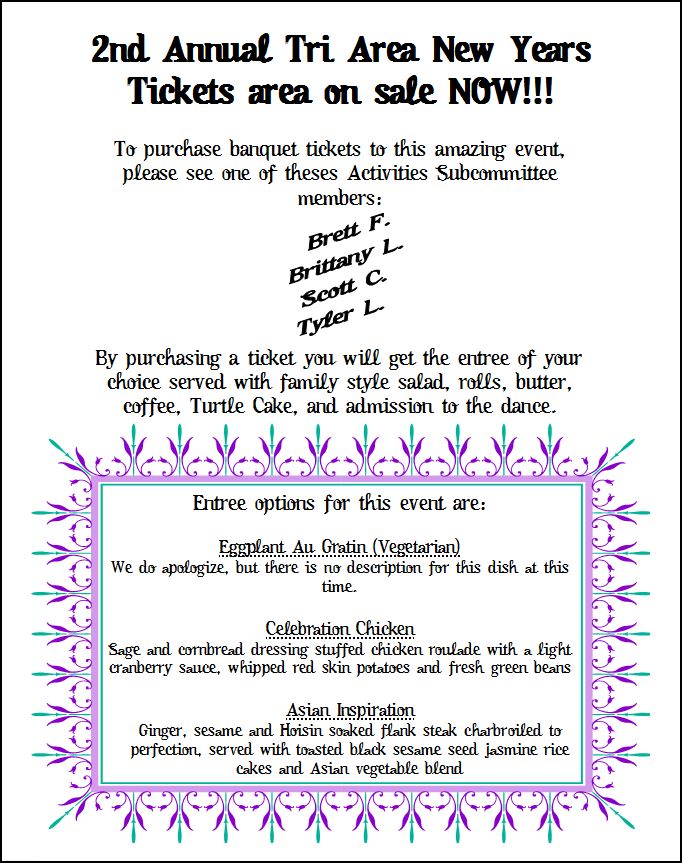 2nd Annual Tri Area New Years
Tickets area on sale NOW!!!
To purchase banquet tickets to this amazing event,
please see one of theses Activities Subcommittee
members:
Brett F.
Brittany L.
Scott C.
Tyler L.
By purchasing a ticket you will get the entree of your
choice served with family style salad, rolls, butter,
coffee, Turtle Cake, and admission to the dance.
Entree options for this event are:
Eggplant Au Gratin (Vegetarian)
We do apologize, but there is no description for this dish at this
time.
Celebration Chicken
Sage and cornbread dressing stuffed chicken roulade with a light
cranberry sauce, whipped red skin potatoes and fresh green beans
Asian Inspiration
Ginger, sesame and Hoisin soaked flank steak charbroiled to
perfection, served with toasted black sesame seed jasmine rice
cakes and Asian vegetable blend